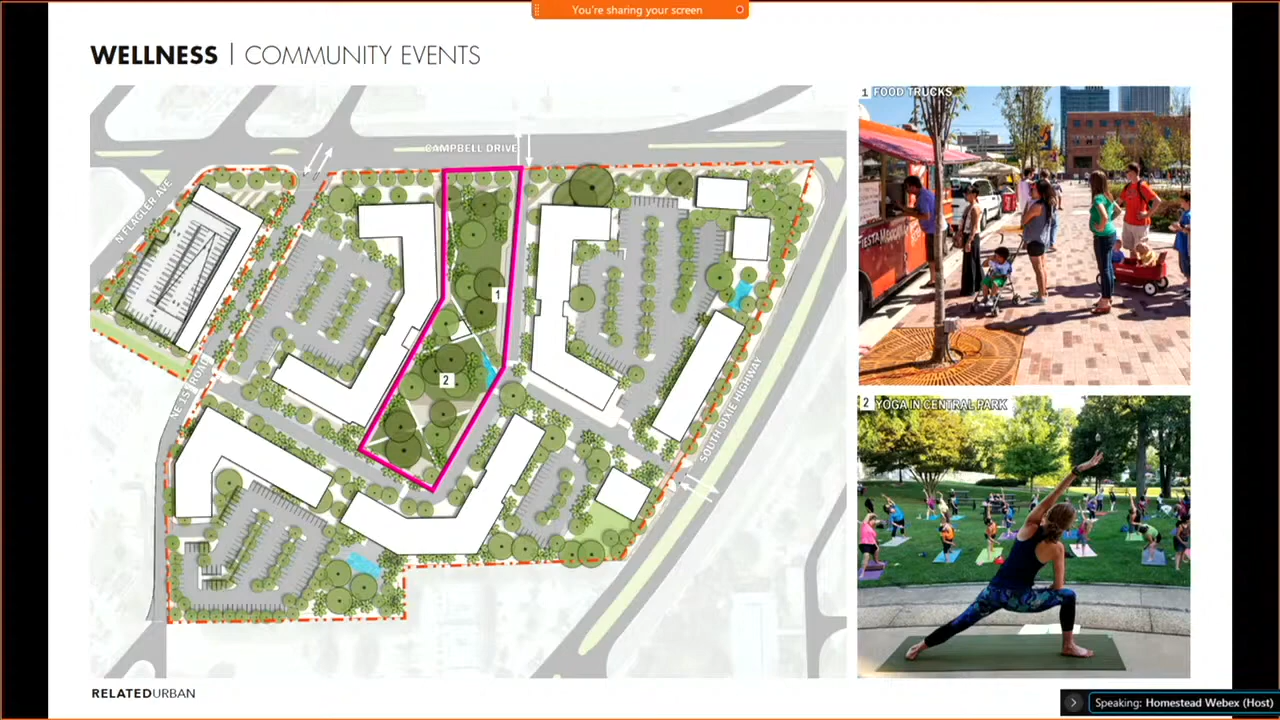 You're sharing your screen
WELLNESS | COMMUNITY EVENTS
CAMPBELL DRIVE
N FLAGLER AVE
NE 15T ROAD
SOUTH DIXIE HIGHWAY
1
2
1 FOOD TRUCKS
2 YOGA IN CENTRAL PARK
RELATEDURBAN
Speaking: Homestead Webex (Host)